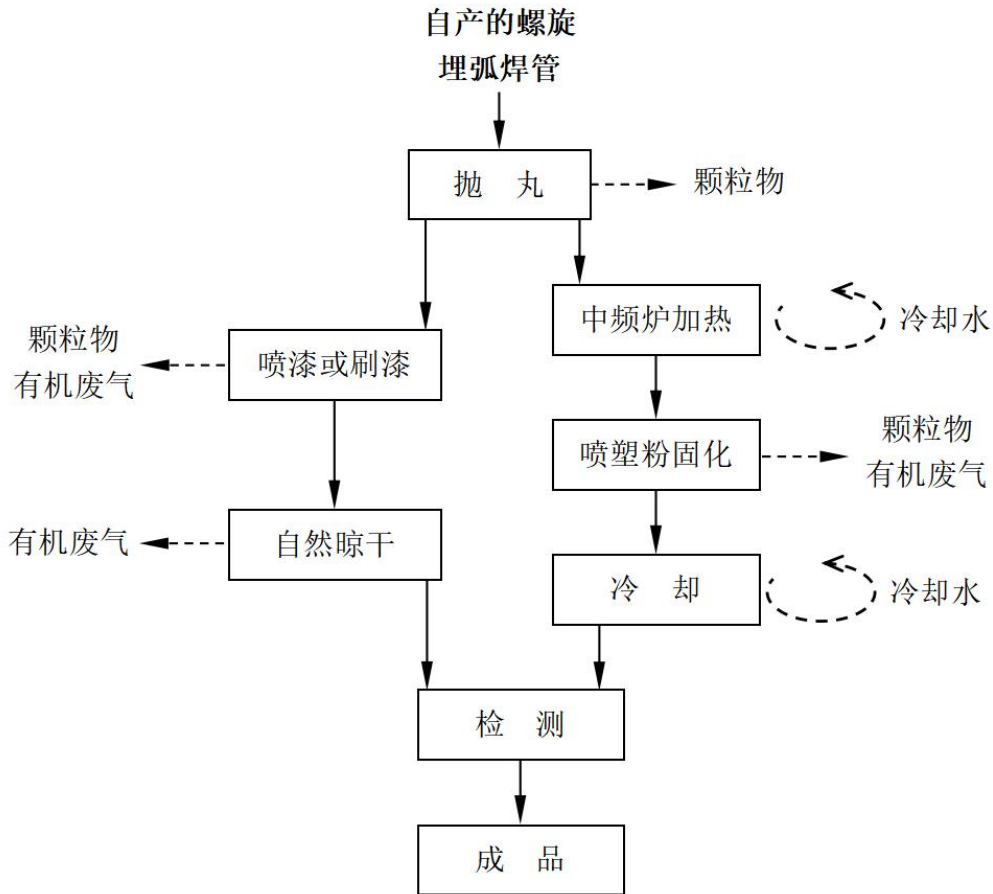 自产的螺旋
埋弧焊管
抛 丸
颗粒物
中频炉加热
冷却水
颗粒物
有机废气
喷漆或刷漆
喷塑粉固化
颗粒物
有机废气
有机废气
自然晾干
冷 却
冷却水
检 测
成 品